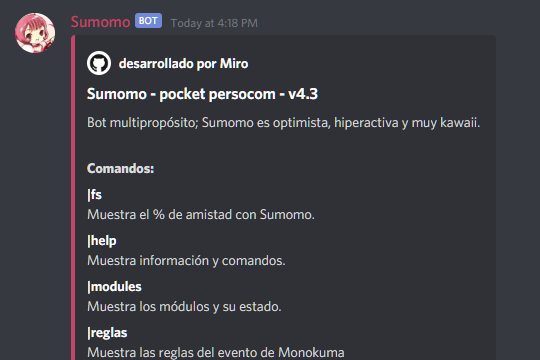 Sumomo BOT Today at 4:18 PM
desarrollado por Miro
Sumomo - pocket persocom - v4.3
Bot multipropósito; Sumomo es optimista, hiperactiva y muy kawaii.
Comandos:
|fs
Muestra el % de amistad con Sumomo.
|help
Muestra información y comandos.
|modules
Muestra los módulos y su estado.
|reglas
Muestra las reglas del evento de Monokuma